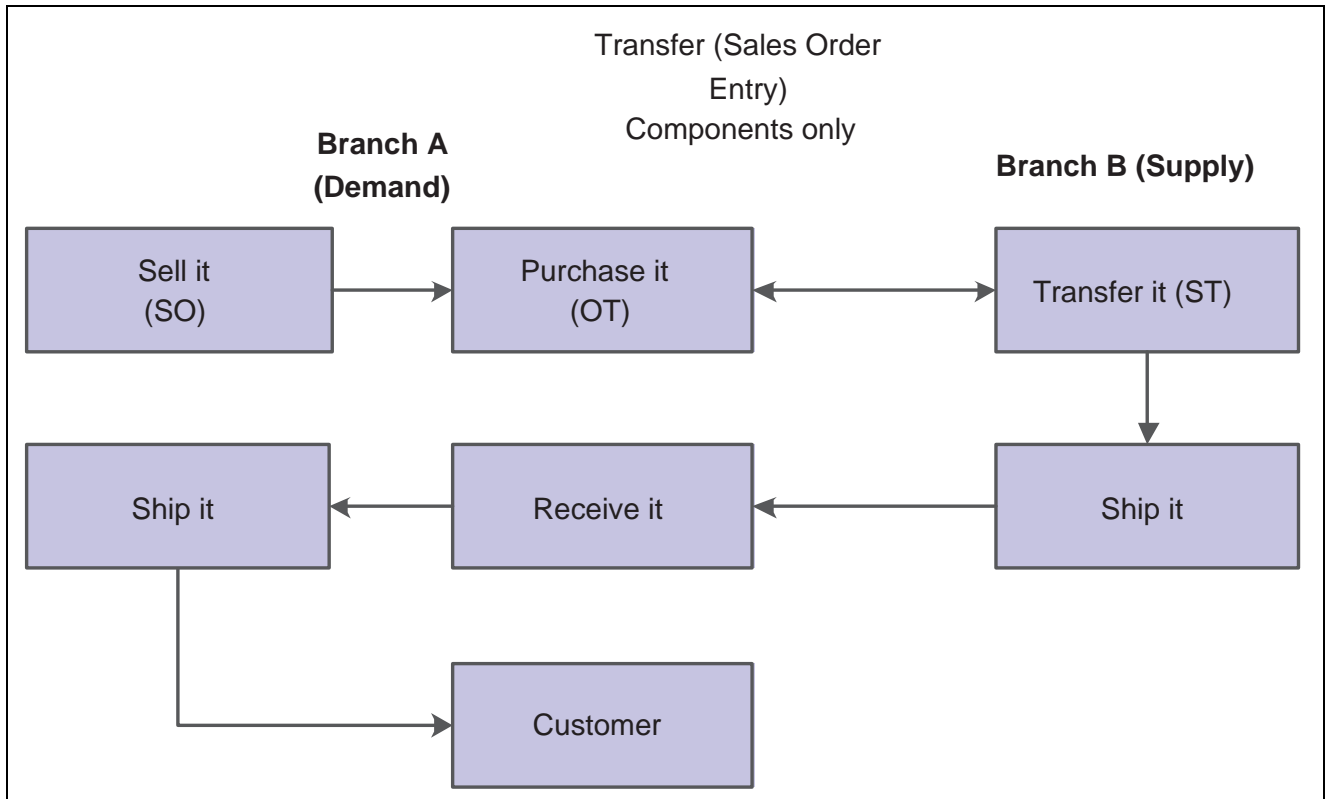 Transfer (Sales Order
Entry)
Components only
Branch A
(Demand)
Branch B (Supply)
Sell it
(SO)
Purchase it
(OT)
Transfer it (ST)
Ship it
Receive it
Ship it
Customer